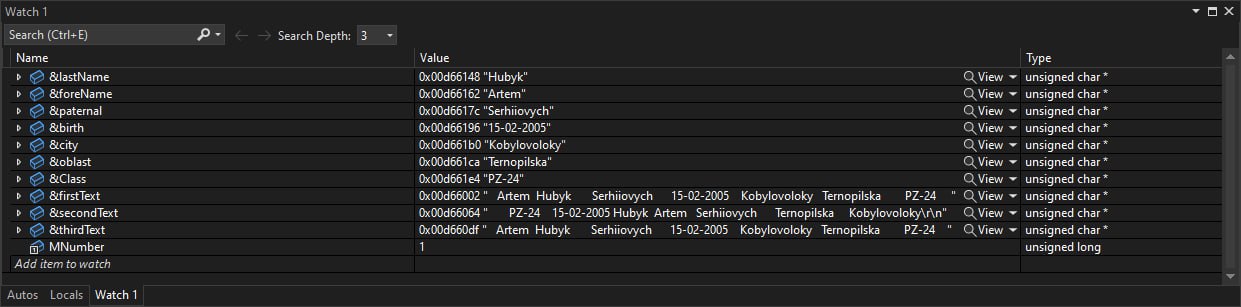 Watch 1
Search (Ctrl+E) Search Depth: 3
Name Value Type
&lastName 0x00d66148 "Hubyk" View unsigned char *
&foreName 0x00d66162 "Artem" View unsigned char *
&paternal 0x00d6617c "Serhiiovych" View unsigned char *
&birth 0x00d66196 "15-02-2005" View unsigned char *
&city 0x00d661b0 "Kobylovoloky" View unsigned char *
&oblast 0x00d661ca "Ternopilska" View unsigned char *
&Class 0x00d661e4 "PZ-24" View unsigned char *
&firstText 0x00d66002 "   Artem  Hubyk     Serhiiovych     15-02-2005    Kobylovoloky   Ternopilska      PZ-24    " View unsigned char *
&secondText 0x00d66064 "      PZ-24   15-02-2005 Hubyk  Artem   Serhiiovych      Ternopilska     Kobylovoloky\r\n" View unsigned char *
&thirdText 0x00d660df "   Artem  Hubyk      Serhiiovych     15-02-2005    Kobylovoloky   Ternopilska      PZ-24   " View unsigned char *
MNumber 1 unsigned long
Add item to watch
Autos Locals Watch 1